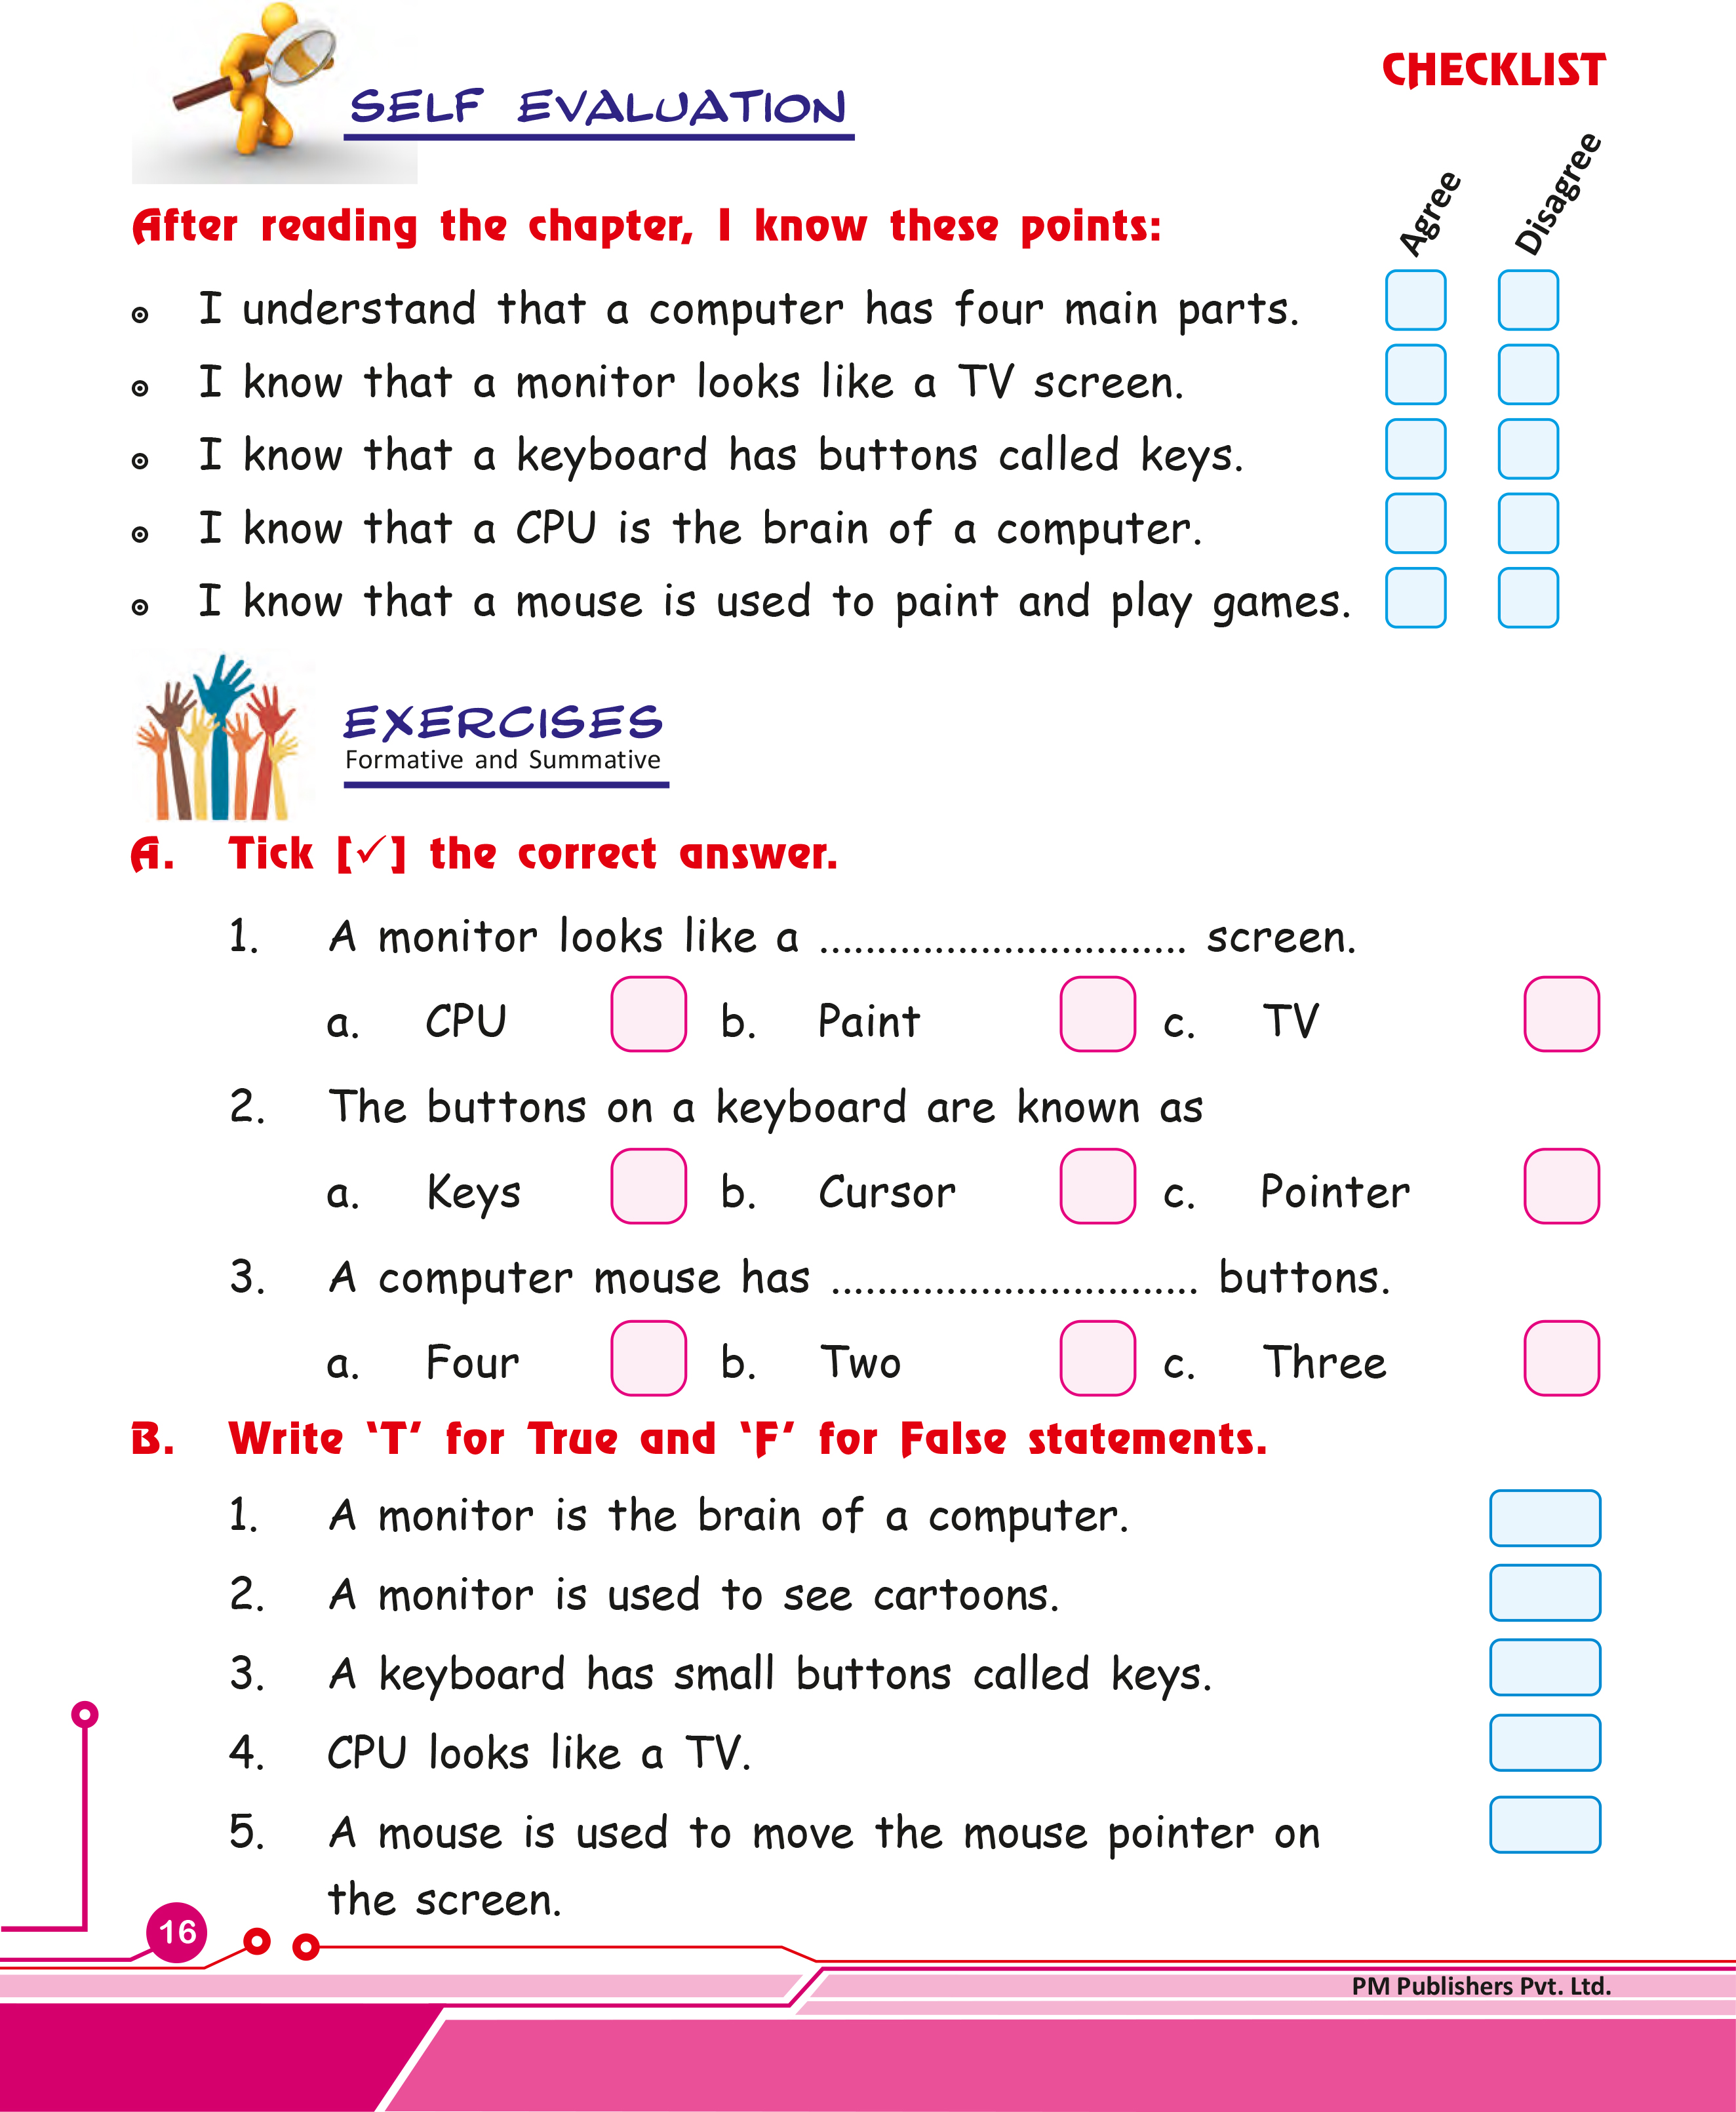 CHECKLIST
SELF EVALUATION
Agree
Disagree
After reading the chapter, I know these points:
I understand that a computer has four main parts.
I know that a monitor looks like a TV screen.
I know that a keyboard has buttons called keys.
I know that a CPU is the brain of a computer.
I know that a mouse is used to paint and play games.
EXERCISES
Formative and Summative
A. Tick [✓] the correct answer.
1. A monitor looks like a ................................ screen.
a. CPU b. Paint c. TV
2. The buttons on a keyboard are known as
a. Keys b. Cursor c. Pointer
3. A computer mouse has ................................ buttons.
a. Four b. Two c. Three
B. Write ‘T’ for True and ‘F’ for False statements.
1. A monitor is the brain of a computer.
2. A monitor is used to see cartoons.
3. A keyboard has small buttons called keys.
4. CPU looks like a TV.
5. A mouse is used to move the mouse pointer on
the screen.
16
PM Publishers Pvt. Ltd.